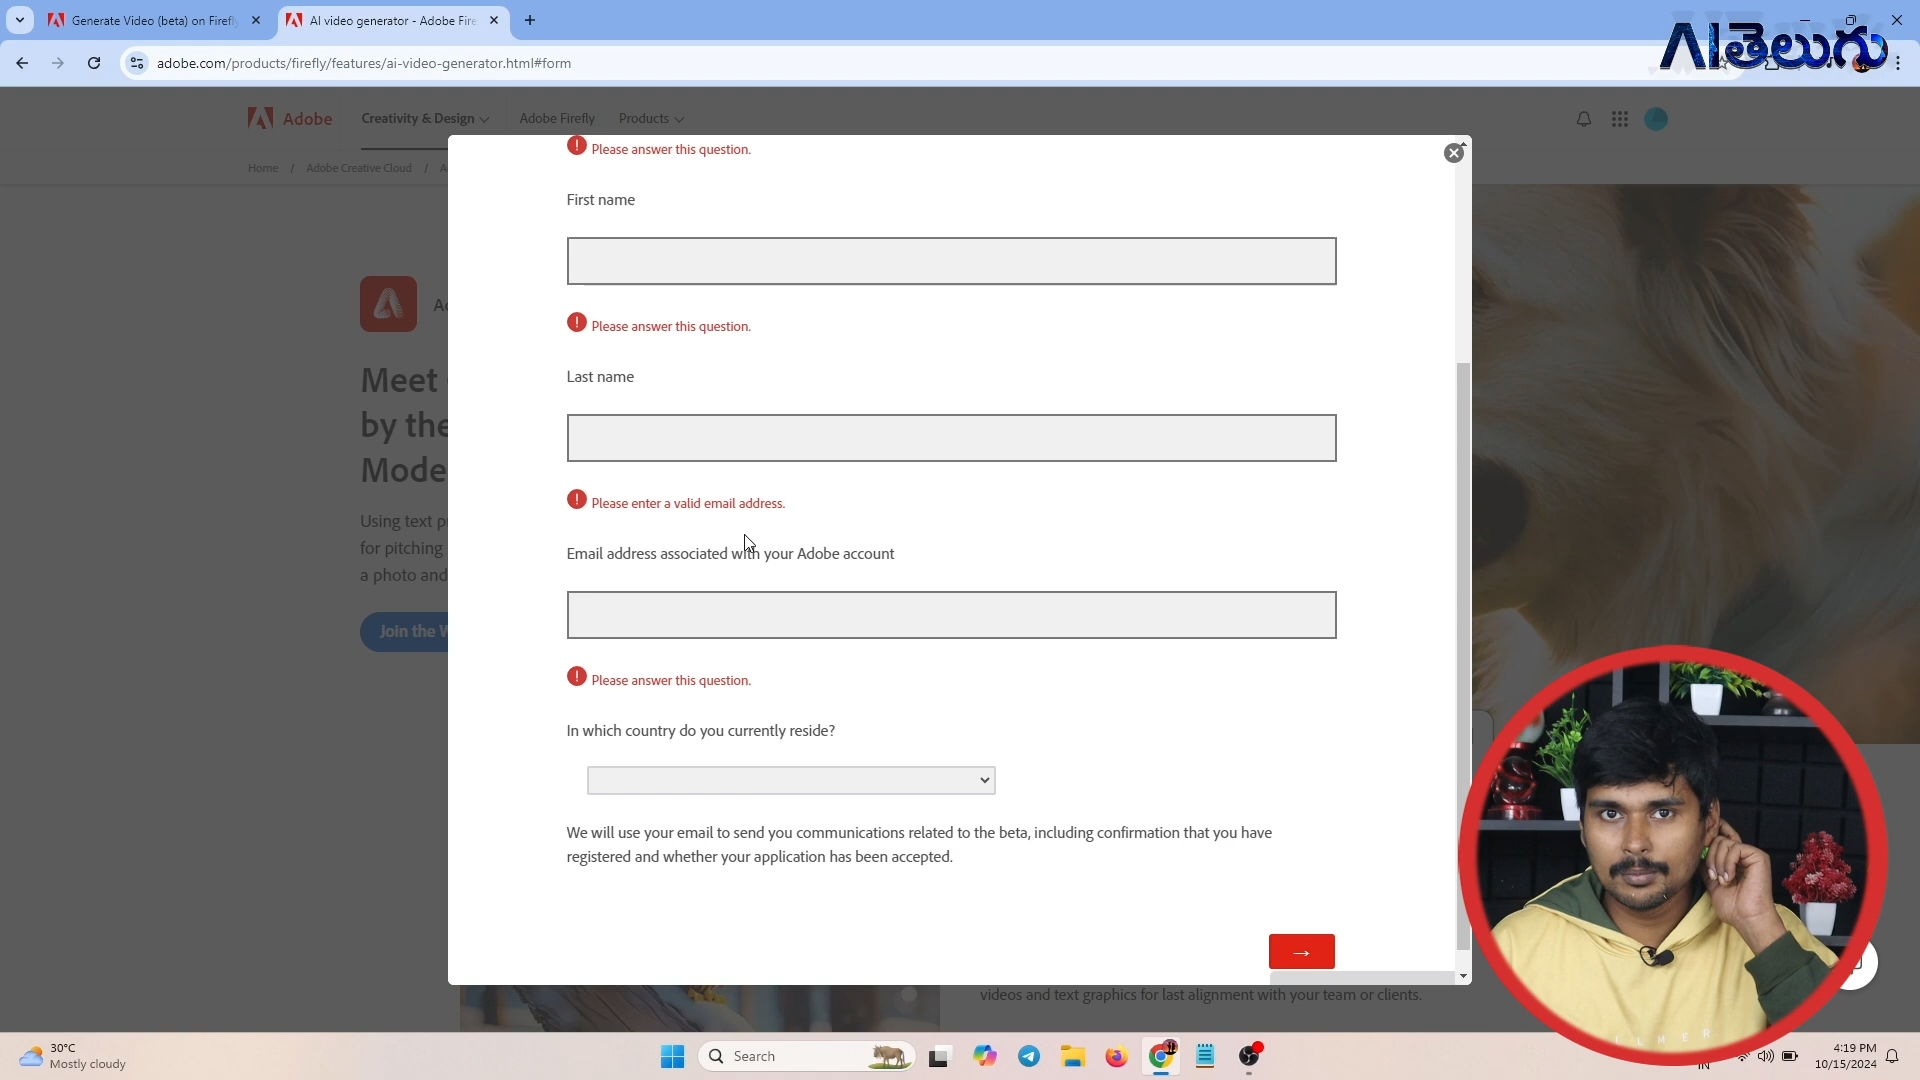 Generate Video (beta) on Firefl
AI video generator - Adobe Fire
adobe.com/products/firefly/features/ai-video-generator.html#form
AIతెలుగు
Adobe
Creativity & Design
Adobe Firefly
Products
Home / Adobe Creative Cloud /
Please answer this question.
First name
Please answer this question.
Last name
Please enter a valid email address.
Email address associated with your Adobe account
Please answer this question.
In which country do you currently reside?
We will use your email to send you communications related to the beta, including confirmation that you have
registered and whether your application has been accepted.
→
Meet
by the
Mode
Using text p
for pitching
a photo and
Join the W
videos and text graphics for last alignment with your team or clients.
30°C
Mostly cloudy
Search
IN
4:19 PM
10/15/2024